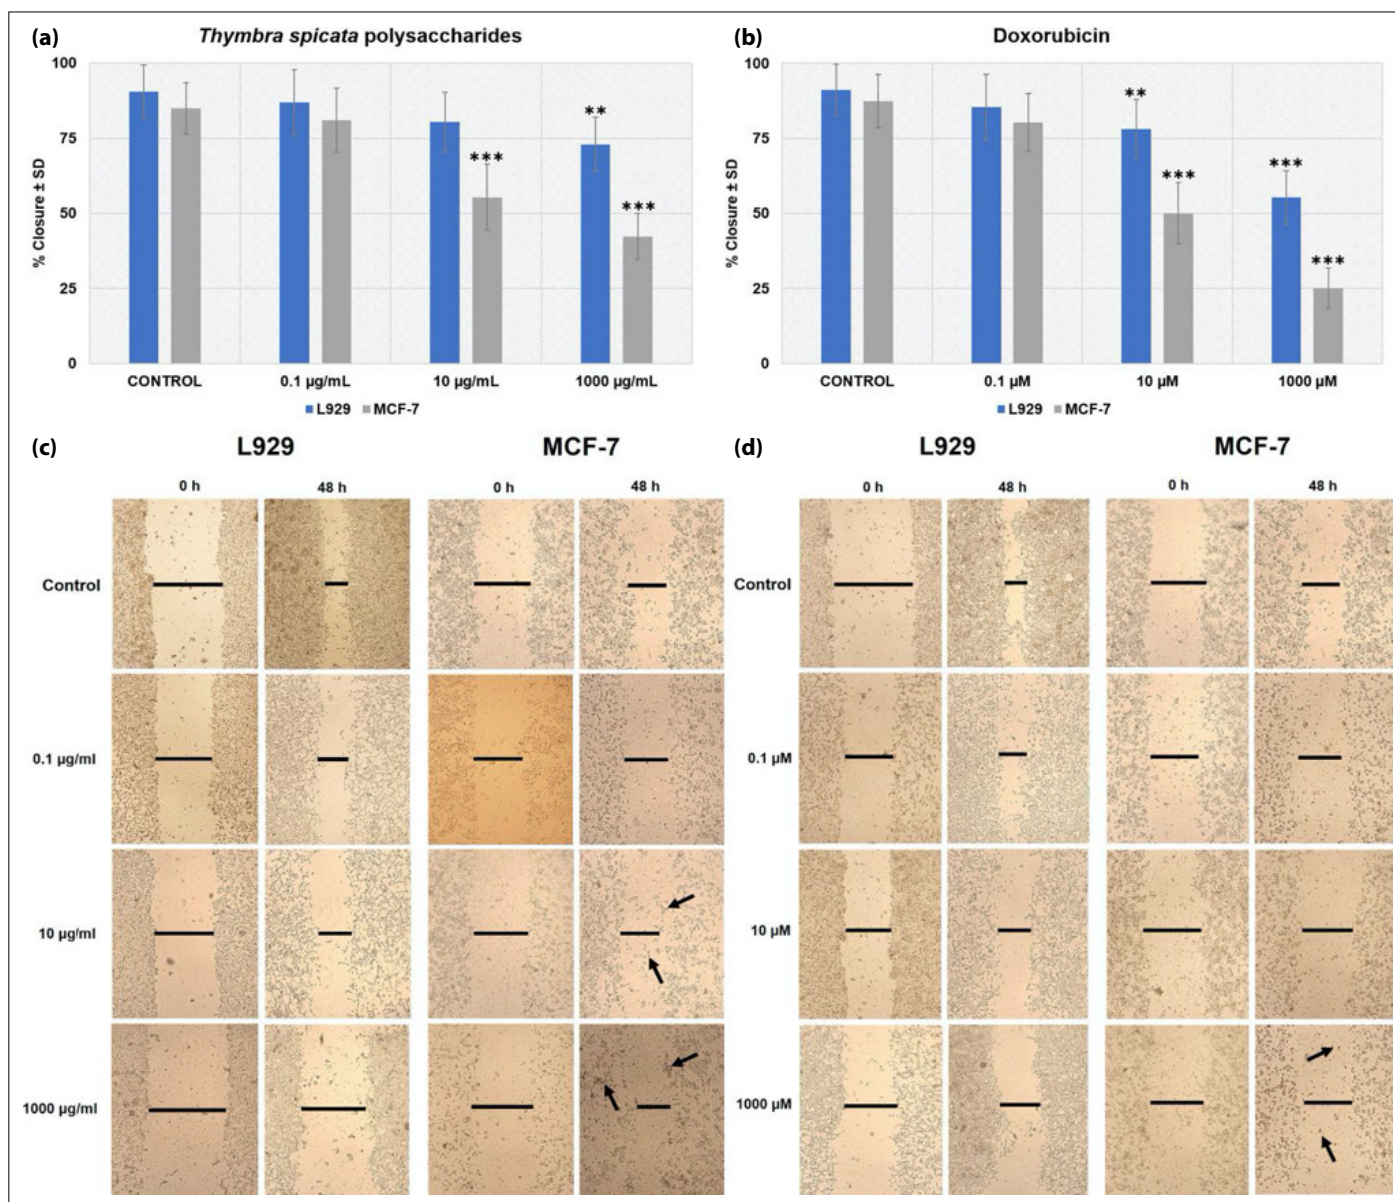 (a)
Thymbra spicata polysaccharides
% Closure ± SD
100
75
50
25
0
**
***
***
CONTROL
0.1 µg/mL
10 µg/mL
1000 µg/mL
L929 MCF-7
(b)
Doxorubicin
% Closure ± SD
100
75
50
25
0
**
***
***
***
CONTROL
0.1 µM
10 µM
1000 µM
L929 MCF-7
(c)
L929 MCF-7
0 h 48 h 0 h 48 h
Control
0.1 µg/ml
10 µg/ml
1000 µg/ml
(d)
L929 MCF-7
0 h 48 h 0 h 48 h
Control
0.1 µM
10 µM
1000 µM